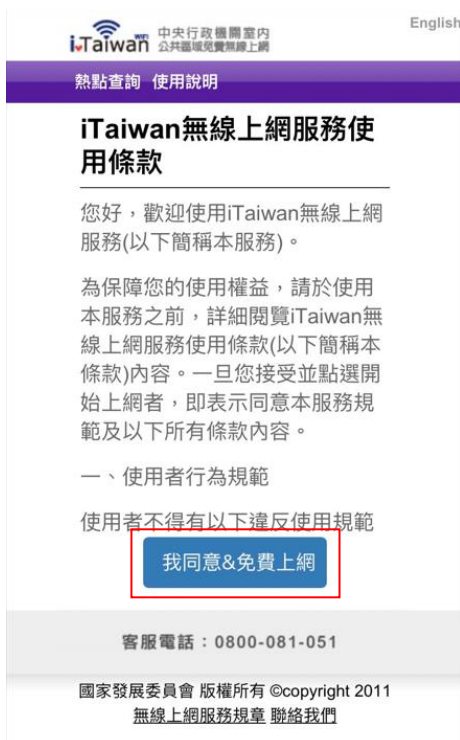 English
iTaiwan 中央行政機關室內
公共區域免費無線上網
熱點查詢 使用說明
iTaiwan無線上網服務使
用條款
您好，歡迎使用iTaiwan無線上網
服務(以下簡稱本服務)。
為保障您的使用權益，請於使用
本服務之前，詳細閱覽iTaiwan無
線上網服務使用條款(以下簡稱本
條款)內容。一旦您接受並點選開
始上網者，即表示同意本服務規
範及以下所有條款內容。
一、使用者行為規範
使用者不得有以下違反使用規範
我同意&免費上網
客服電話：0800-081-051
國家發展委員會 版權所有 ©copyright 2011
無線上網服務規章 聯絡我們